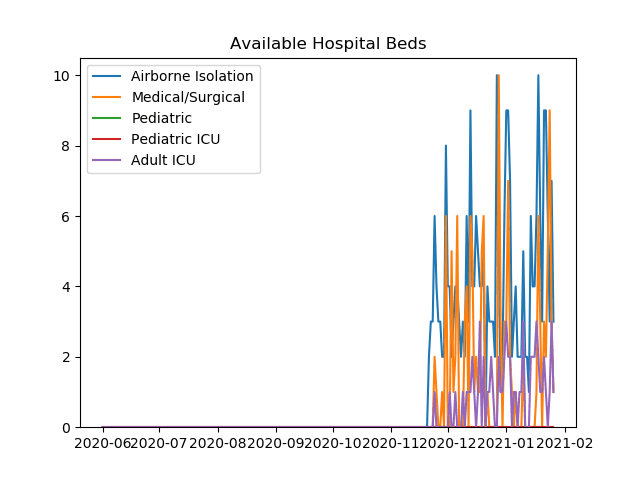 Available Hospital Beds
Airborne Isolation
Medical/Surgical
Pediatric
Pediatric ICU
Adult ICU
10
8
6
4
2
0
2020-06 2020-07 2020-08 2020-09 2020-10 2020-11 2020-12 2021-01 2021-02